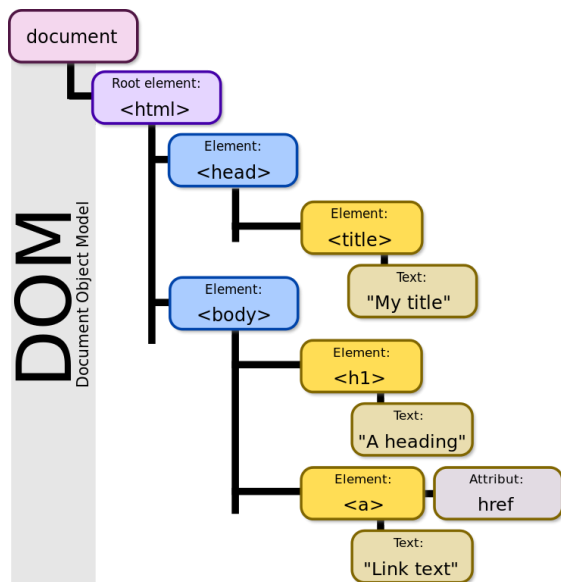 document
Root element:
<html>
Element:
<head>
Element:
<title>
Text:
"My title"
Element:
<body>
Element:
<h1>
Text:
"A heading"
Element:
<a>
Attribut:
href
Text:
"Link text"
DOM
Document Object Model